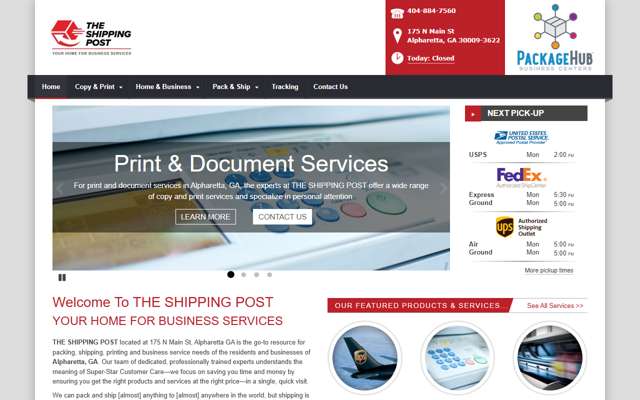 THE
SHIPPING
POST
YOUR HOME FOR BUSINESS SERVICES
404-884-7560
175 N Main St
Alpharetta, GA 30009-3622
Today: Closed
PACKAGEHUB
BUSINESS CENTERS
Home
Copy & Print
Home & Business
Pack & Ship
Tracking
Contact Us
Print & Document Services
For print and document services in Alpharetta, GA, the experts at THE SHIPPING POST offer a wide range
of copy and print services and specialize in personal attention
LEARN MORE
CONTACT US
NEXT PICK-UP
UNITED STATES
POSTAL SERVICE
Approved Postal Provider
USPS Mon 2:00 PM
FedEx
Authorized ShipCenter
Express Mon 5:30 PM
Ground Mon 5:00 PM
ups
Authorized
Shipping
Outlet
Air Mon 5:00 PM
Ground Mon 5:00 PM
More pickup times
Welcome To THE SHIPPING POST
YOUR HOME FOR BUSINESS SERVICES
THE SHIPPING POST located at 175 N Main St, Alpharetta GA is the go-to resource for
packing, shipping, printing and business service needs of the residents and businesses of
Alpharetta, GA. Our team of dedicated, professionally trained experts understands the
meaning of Super-Star Customer Care—we focus on saving you time and money by
ensuring you get the right products and services at the right price—in a single, quick visit.
We can pack and ship [almost] anything to [almost] anywhere in the world, but shipping is
OUR FEATURED PRODUCTS & SERVICES...
See All Services >>